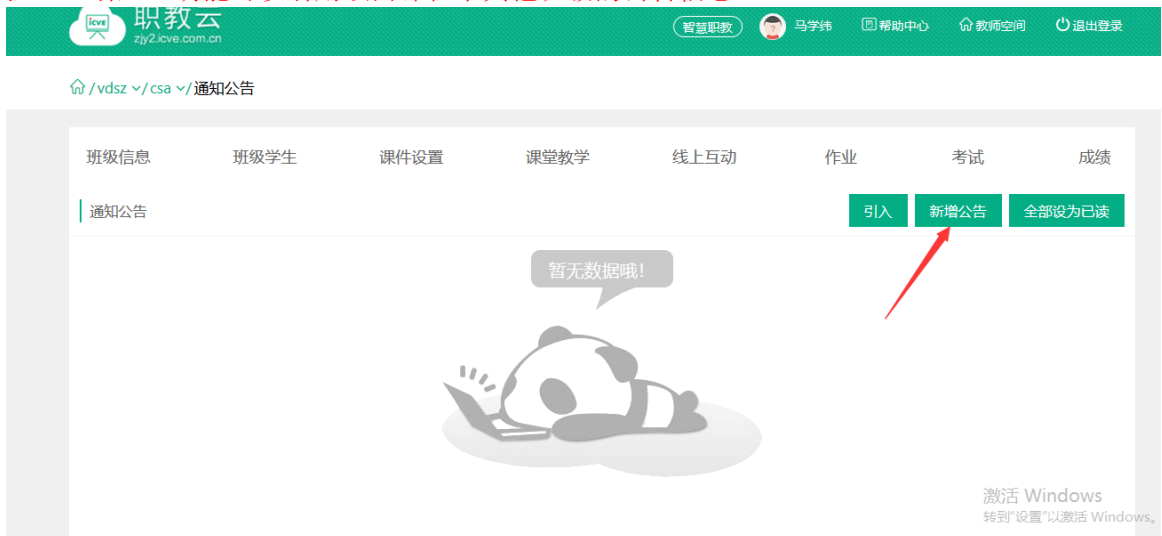 icve
职教云
zjy2.icve.com.cn
智慧职教 马学纬 帮助中心 教师空间 退出登录
/ vdsz / csa / 通知公告
班级信息 班级学生 课件设置 课堂教学 线上互动 作业 考试 成绩
通知公告 引入 新增公告 全部设为已读
暂无数据哦!
激活 Windows
转到"设置"以激活 Windows。